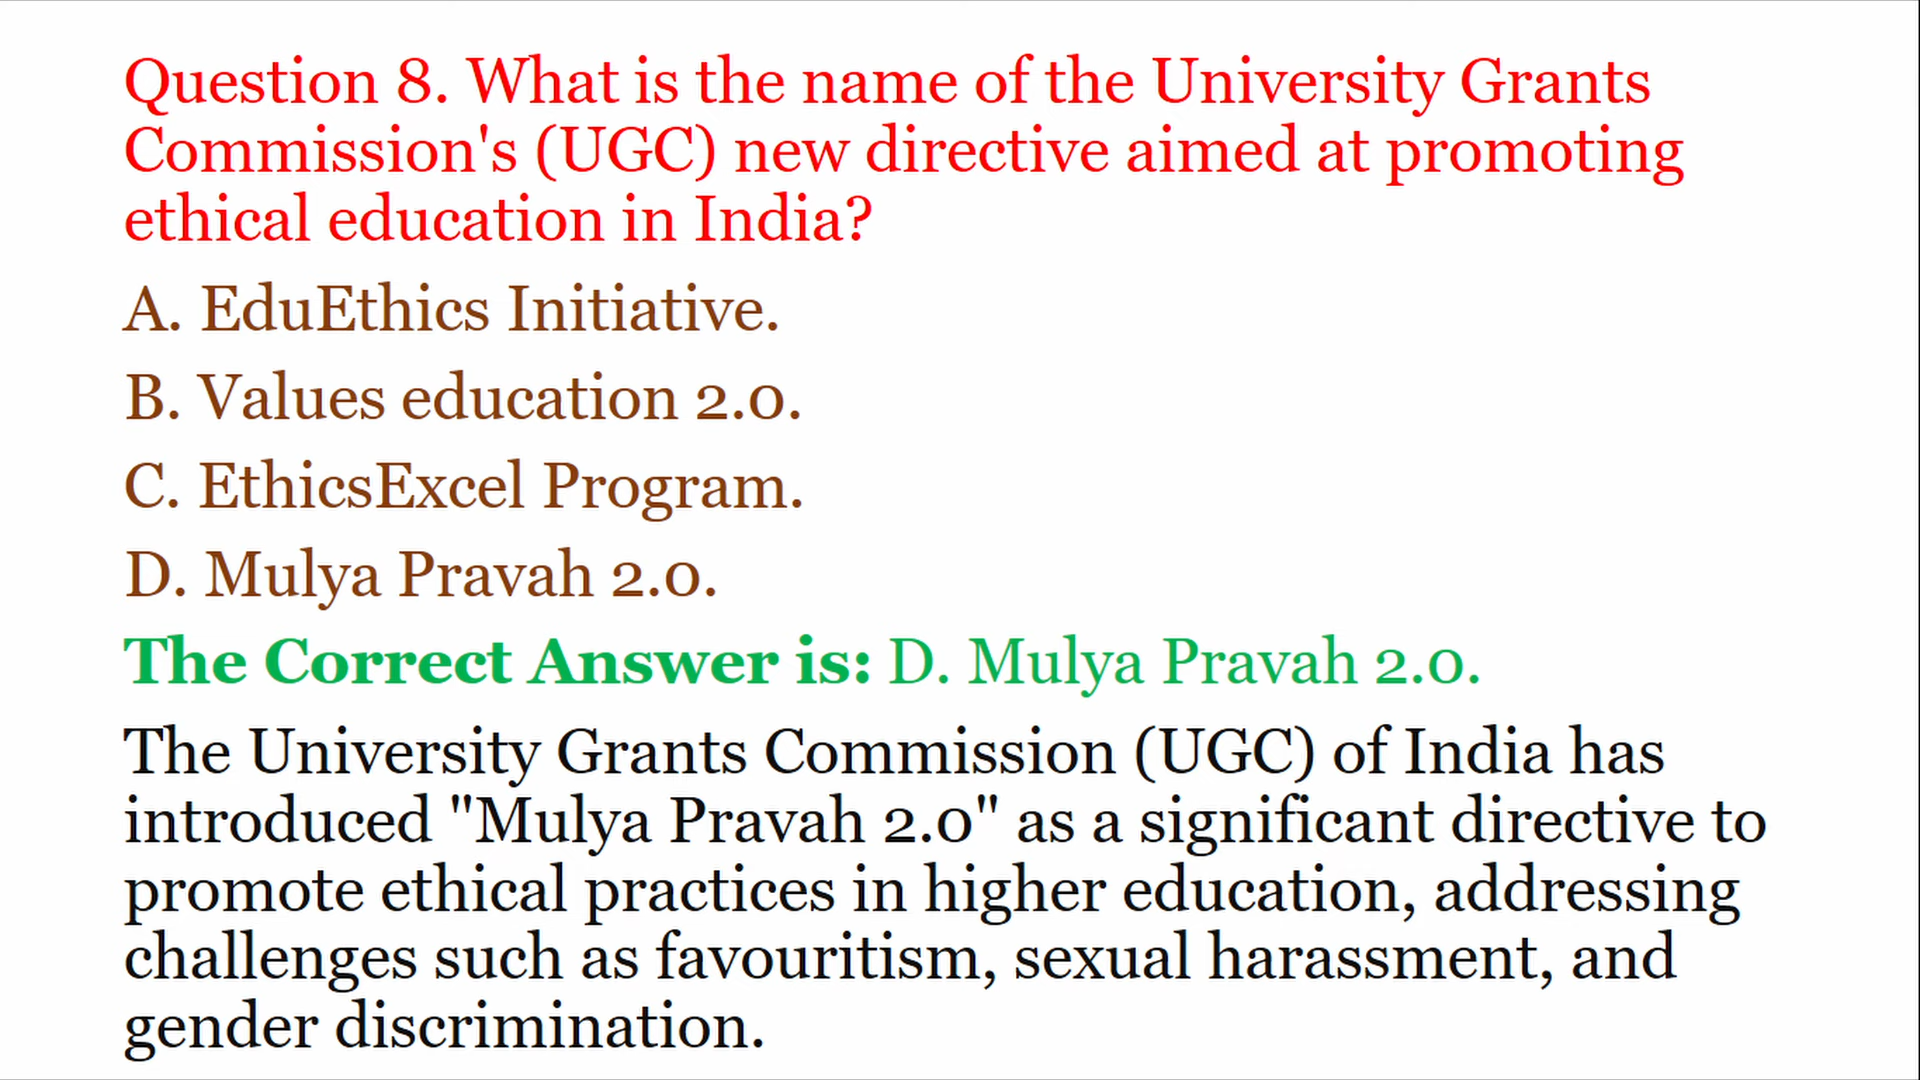 Question 8. What is the name of the University Grants
Commission's (UGC) new directive aimed at promoting
ethical education in India?
A. EduEthics Initiative.
B. Values education 2.0.
C. EthicsExcel Program.
D. Mulya Pravah 2.0.
The Correct Answer is: D. Mulya Pravah 2.0.
The University Grants Commission (UGC) of India has
introduced "Mulya Pravah 2.0" as a significant directive to
promote ethical practices in higher education, addressing
challenges such as favouritism, sexual harassment, and
gender discrimination.